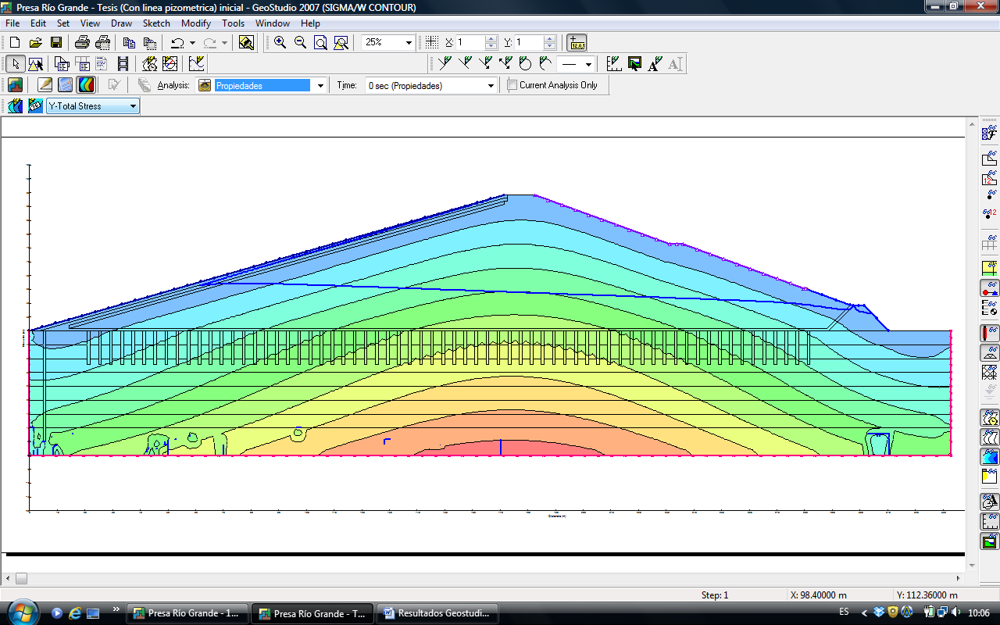 Presa Río Grande - Tesis (Con linea pizometrica) inicial - GeoStudio 2007 (SIGMA/W CONTOUR)
File Edit Set View Draw Sketch Modify Tools Window Help
25% X: 1 Y: 1
Analysis: Propiedades Time: 0 sec (Propiedades) Current Analysis Only
Y-Total Stress
Distancia (m)
Step: 1 X: 98.40000 m Y: 112.36000 m
Presa Río Grande - 1... Presa Río Grande - T... Resultados Geostudi... ES 10:06